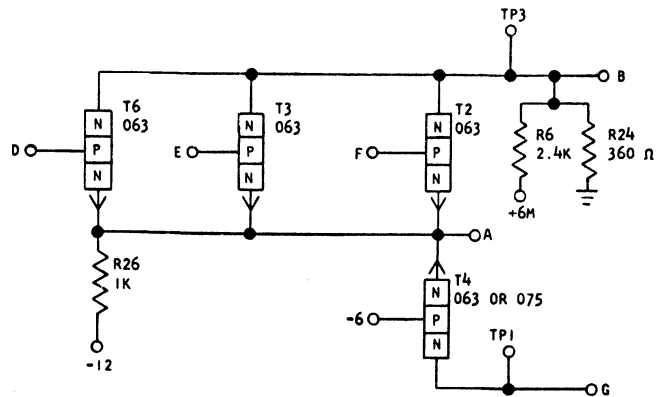 TP3
B
T6
063
N
P
N
D
T3
063
N
P
N
E
T2
063
N
P
N
F
R6
2.4K
+6M
R24
360 Ω
A
R26
1K
-12
T4
063 OR 075
N
P
N
-6
TP1
G